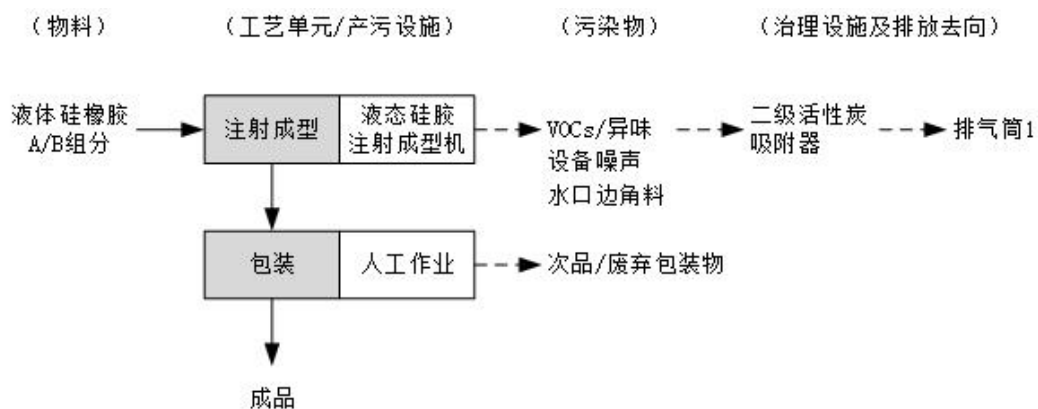 (物料) (工艺单元/产污设施) (污染物) (治理设施及排放去向)
液体硅橡胶
A/B组分
注射成型
液态硅胶
注射成型机
VOCs/异味
设备噪声
水口边角料
二级活性炭
吸附器
排气筒1
包装
人工作业
次品/废弃包装物
成品